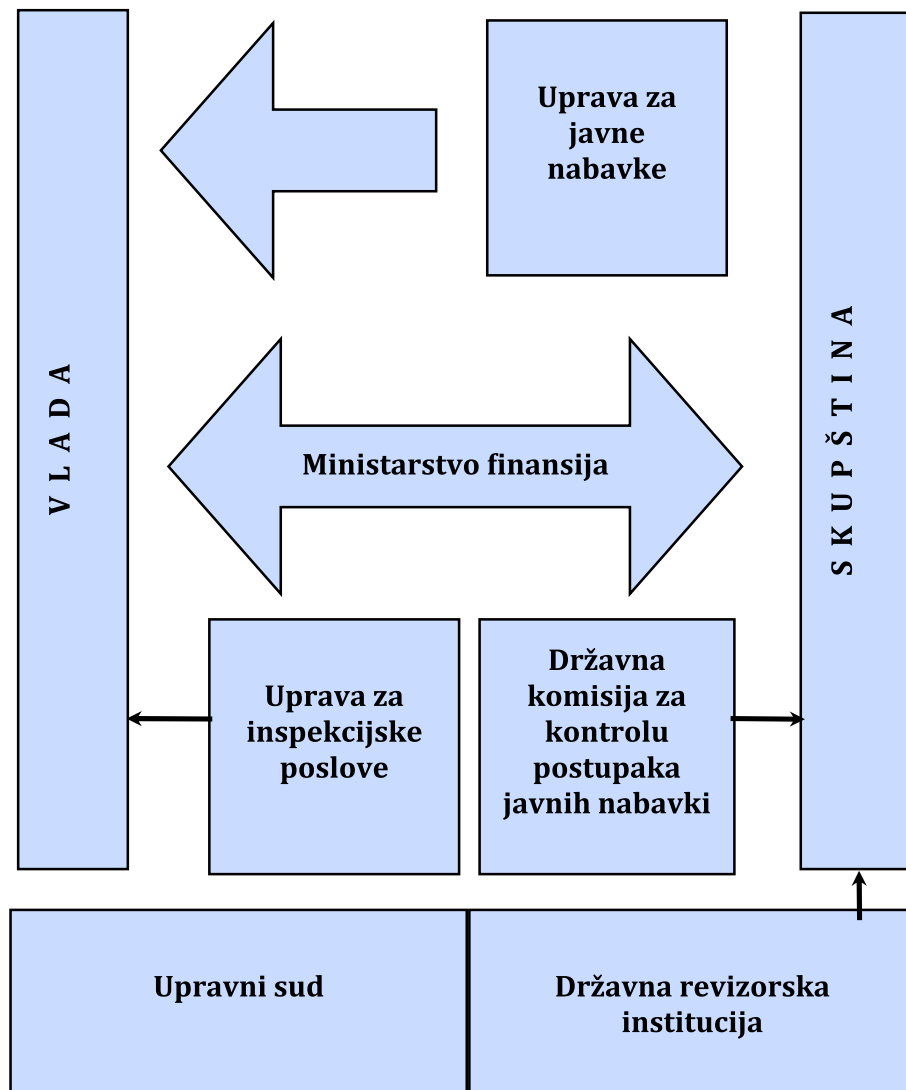 Uprava za
javne
nabavke
V L A D A
S K U P Š T I N A
Ministarstvo finansija
Uprava za
inspekcijske
poslove
Državna
komisija za
kontrolu
postupaka
javnih nabavki
Upravni sud
Državna revizorska
institucija